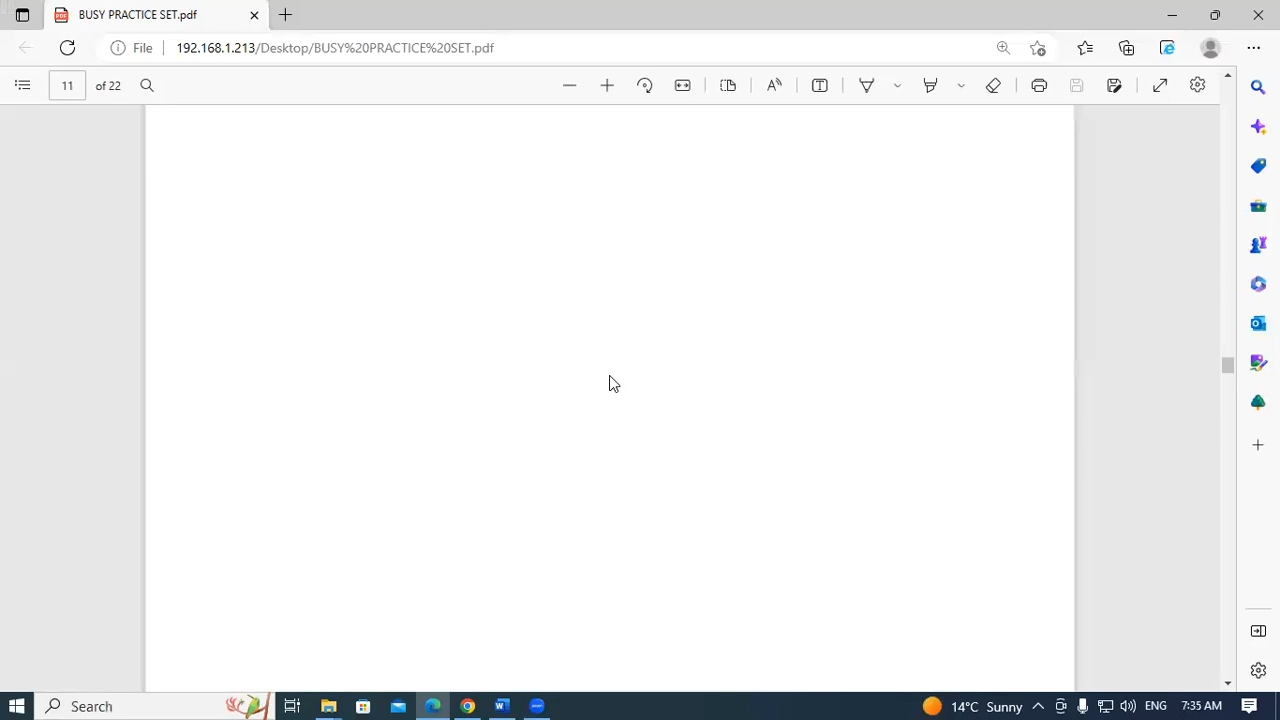 BUSY PRACTICE SET.pdf
File
192.168.1.213/Desktop/BUSY%20PRACTICE%20SET.pdf
11 of 22
Search
14°C Sunny
ENG
7:35 AM